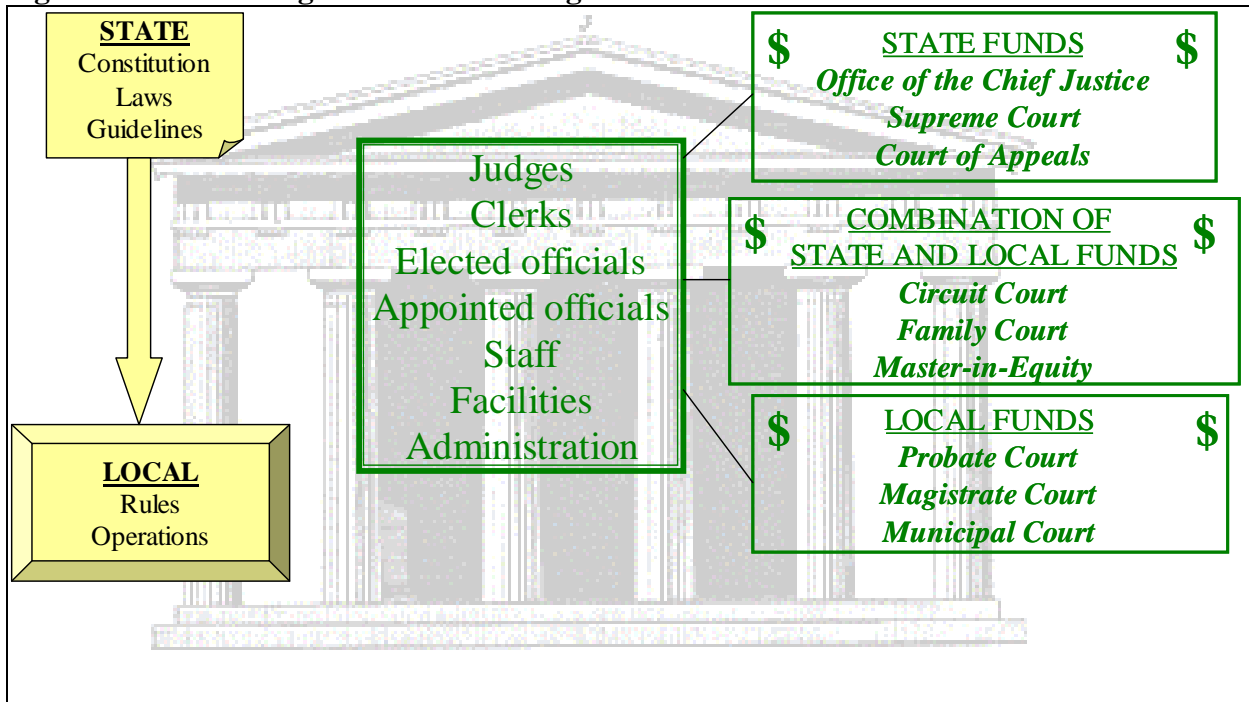 STATE
Constitution
Laws
Guidelines
LOCAL
Rules
Operations
Judges
Clerks
Elected officials
Appointed officials
Staff
Facilities
Administration
$ STATE FUNDS $
Office of the Chief Justice
Supreme Court
Court of Appeals
$ COMBINATION OF $
STATE AND LOCAL FUNDS
Circuit Court
Family Court
Master-in-Equity
$ LOCAL FUNDS $
Probate Court
Magistrate Court
Municipal Court